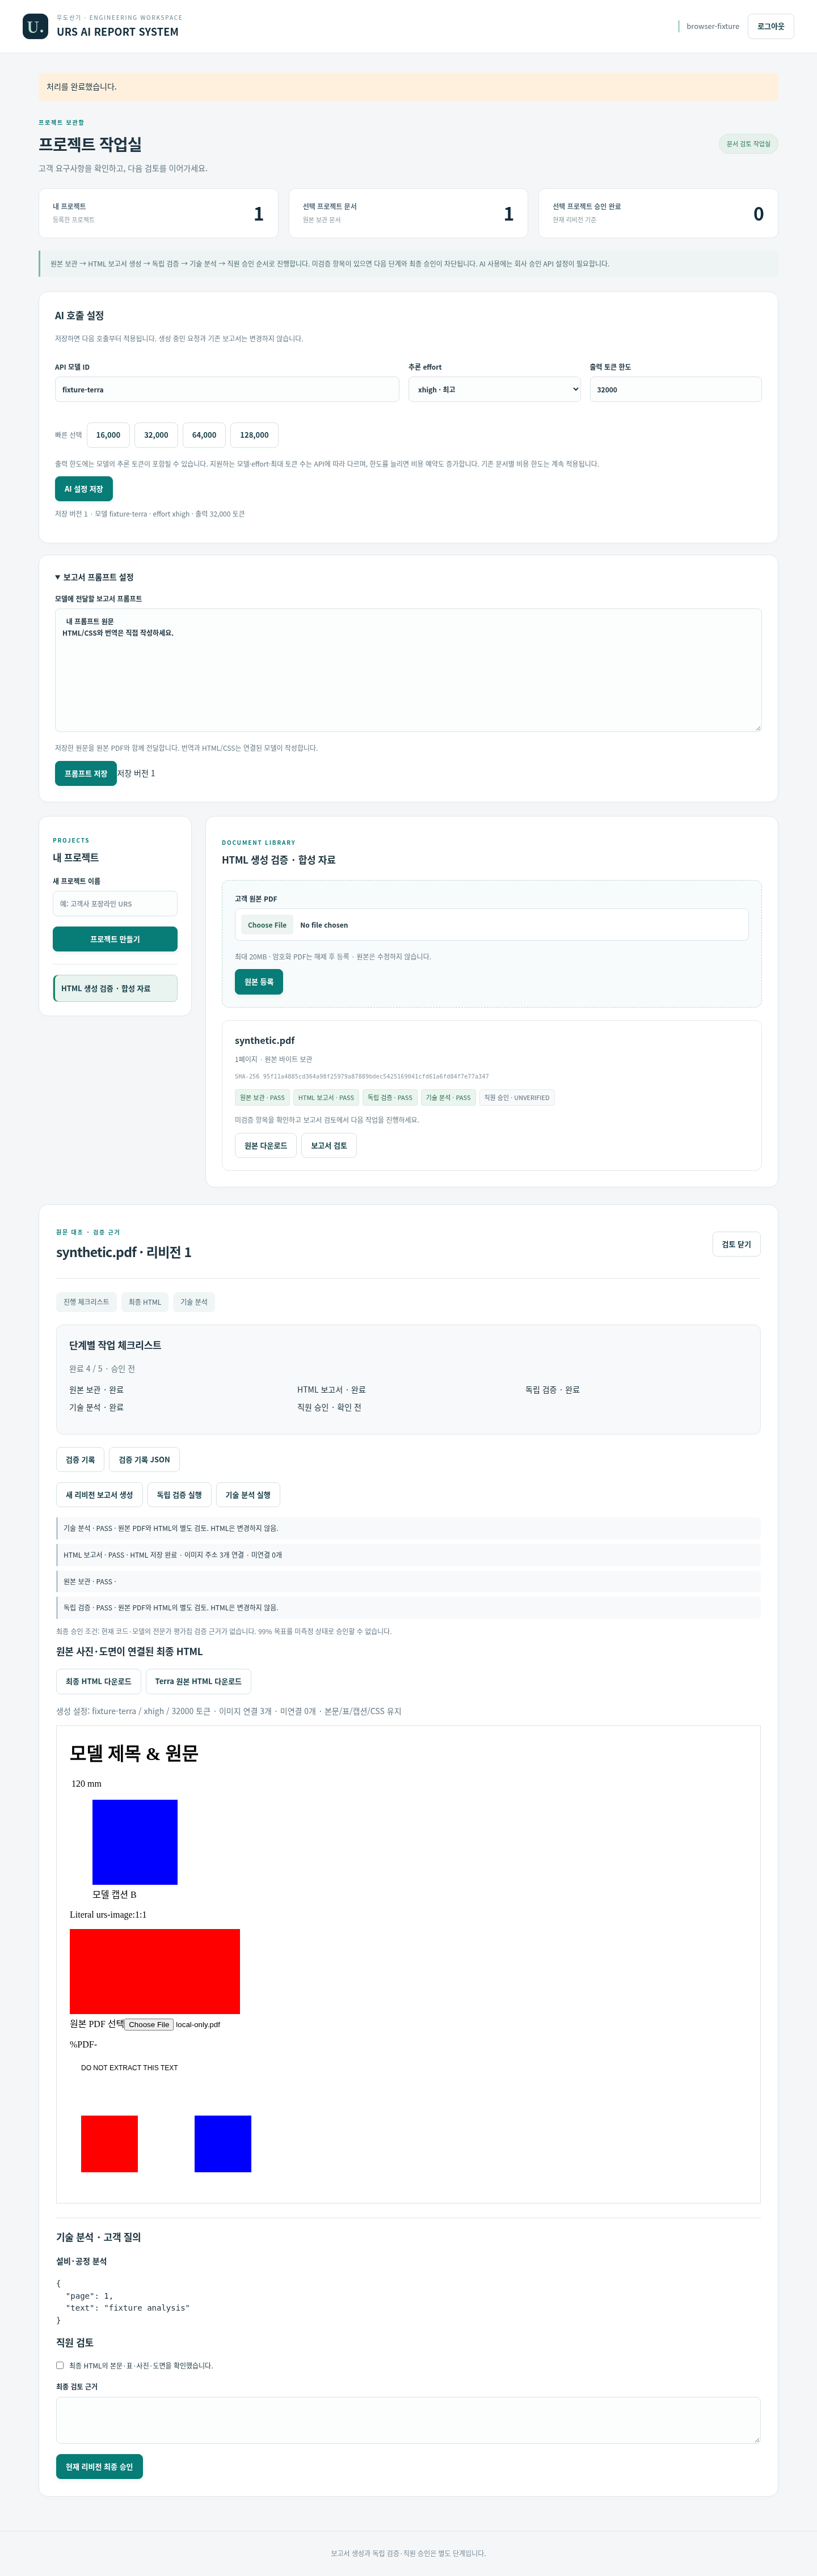 U.
우도산기 · ENGINEERING WORKSPACE
URS AI REPORT SYSTEM
browser-fixture
로그아웃
처리를 완료했습니다.
프로젝트 보관함
프로젝트 작업실
고객 요구사항을 확인하고, 다음 검토를 이어가세요.
문서 검토 작업실
내 프로젝트
등록한 프로젝트
1
선택 프로젝트 문서
원본 보관 문서
1
선택 프로젝트 승인 완료
현재 리비전 기준
0
원본 보관 → HTML 보고서 생성 → 독립 검증 → 기술 분석 → 직원 승인 순서로 진행합니다. 미검증 항목이 있으면 다음 단계와 최종 승인이 차단됩니다. AI 사용에는 회사 승인 API 설정이 필요합니다.
AI 호출 설정
저장하면 다음 호출부터 적용됩니다. 생성 중인 요청과 기존 보고서는 변경하지 않습니다.
API 모델 ID
추론 effort
출력 토큰 한도
fixture-terra
xhigh · 최고
32000
빠른 선택
16,000
32,000
64,000
128,000
출력 한도에는 모델의 추론 토큰이 포함될 수 있습니다. 지원하는 모델·effort·최대 토큰 수는 API에 따라 다르며, 한도를 늘리면 비용 예약도 증가합니다. 기존 문서별 비용 한도는 계속 적용됩니다.
AI 설정 저장
저장 버전 1 · 모델 fixture-terra · effort xhigh · 출력 32,000 토큰
▼ 보고서 프롬프트 설정
모델에 전달할 보고서 프롬프트
내 프롬프트 원문
HTML/CSS와 번역은 직접 작성하세요.
저장한 원문을 원본 PDF와 함께 전달합니다. 번역과 HTML/CSS는 연결된 모델이 작성합니다.
프롬프트 저장
저장 버전 1
PROJECTS
내 프로젝트
새 프로젝트 이름
예: 고객사 포장라인 URS
프로젝트 만들기
HTML 생성 검증 · 합성 자료
DOCUMENT LIBRARY
HTML 생성 검증 · 합성 자료
고객 원본 PDF
Choose File
No file chosen
최대 20MB · 암호화 PDF는 해제 후 등록 · 원본은 수정하지 않습니다.
원본 등록
synthetic.pdf
1페이지 · 원본 바이트 보관
SHA-256 95f11a4885cd364a98f25979a87889bdec5425169041cfd61a6fd84f7e77a347
원본 보관 · PASS
HTML 보고서 · PASS
독립 검증 · PASS
기술 분석 · PASS
직원 승인 · UNVERIFIED
미검증 항목을 확인하고 보고서 검토에서 다음 작업을 진행하세요.
원본 다운로드
보고서 검토
원문 대조 · 검증 근거
synthetic.pdf · 리비전 1
검토 닫기
진행 체크리스트
최종 HTML
기술 분석
단계별 작업 체크리스트
완료 4 / 5 · 승인 전
원본 보관 · 완료
HTML 보고서 · 완료
독립 검증 · 완료
기술 분석 · 완료
직원 승인 · 확인 전
검증 기록
검증 기록 JSON
새 리비전 보고서 생성
독립 검증 실행
기술 분석 실행
기술 분석 · PASS · 원본 PDF와 HTML의 별도 검토. HTML은 변경하지 않음.
HTML 보고서 · PASS · HTML 저장 완료 · 이미지 주소 3개 연결 · 미연결 0개
원본 보관 · PASS ·
독립 검증 · PASS · 원본 PDF와 HTML의 별도 검토. HTML은 변경하지 않음.
최종 승인 조건: 현재 코드·모델의 전문가 평가집 검증 근거가 없습니다. 99% 목표를 미측정 상태로 승인할 수 없습니다.
원본 사진·도면이 연결된 최종 HTML
최종 HTML 다운로드
Terra 원본 HTML 다운로드
생성 설정: fixture-terra / xhigh / 32000 토큰 · 이미지 연결 3개 · 미연결 0개 · 본문/표/캡션/CSS 유지
모델 제목 & 원문
120 mm
모델 캡션 B
Literal urs-image:1:1
원본 PDF 선택
Choose File
local-only.pdf
%PDF-
DO NOT EXTRACT THIS TEXT
기술 분석 · 고객 질의
설비·공정 분석
{
"page": 1,
"text": "fixture analysis"
}
직원 검토
최종 HTML의 본문·표·사진·도면을 확인했습니다.
최종 검토 근거
현재 리비전 최종 승인
보고서 생성과 독립 검증·직원 승인은 별도 단계입니다.